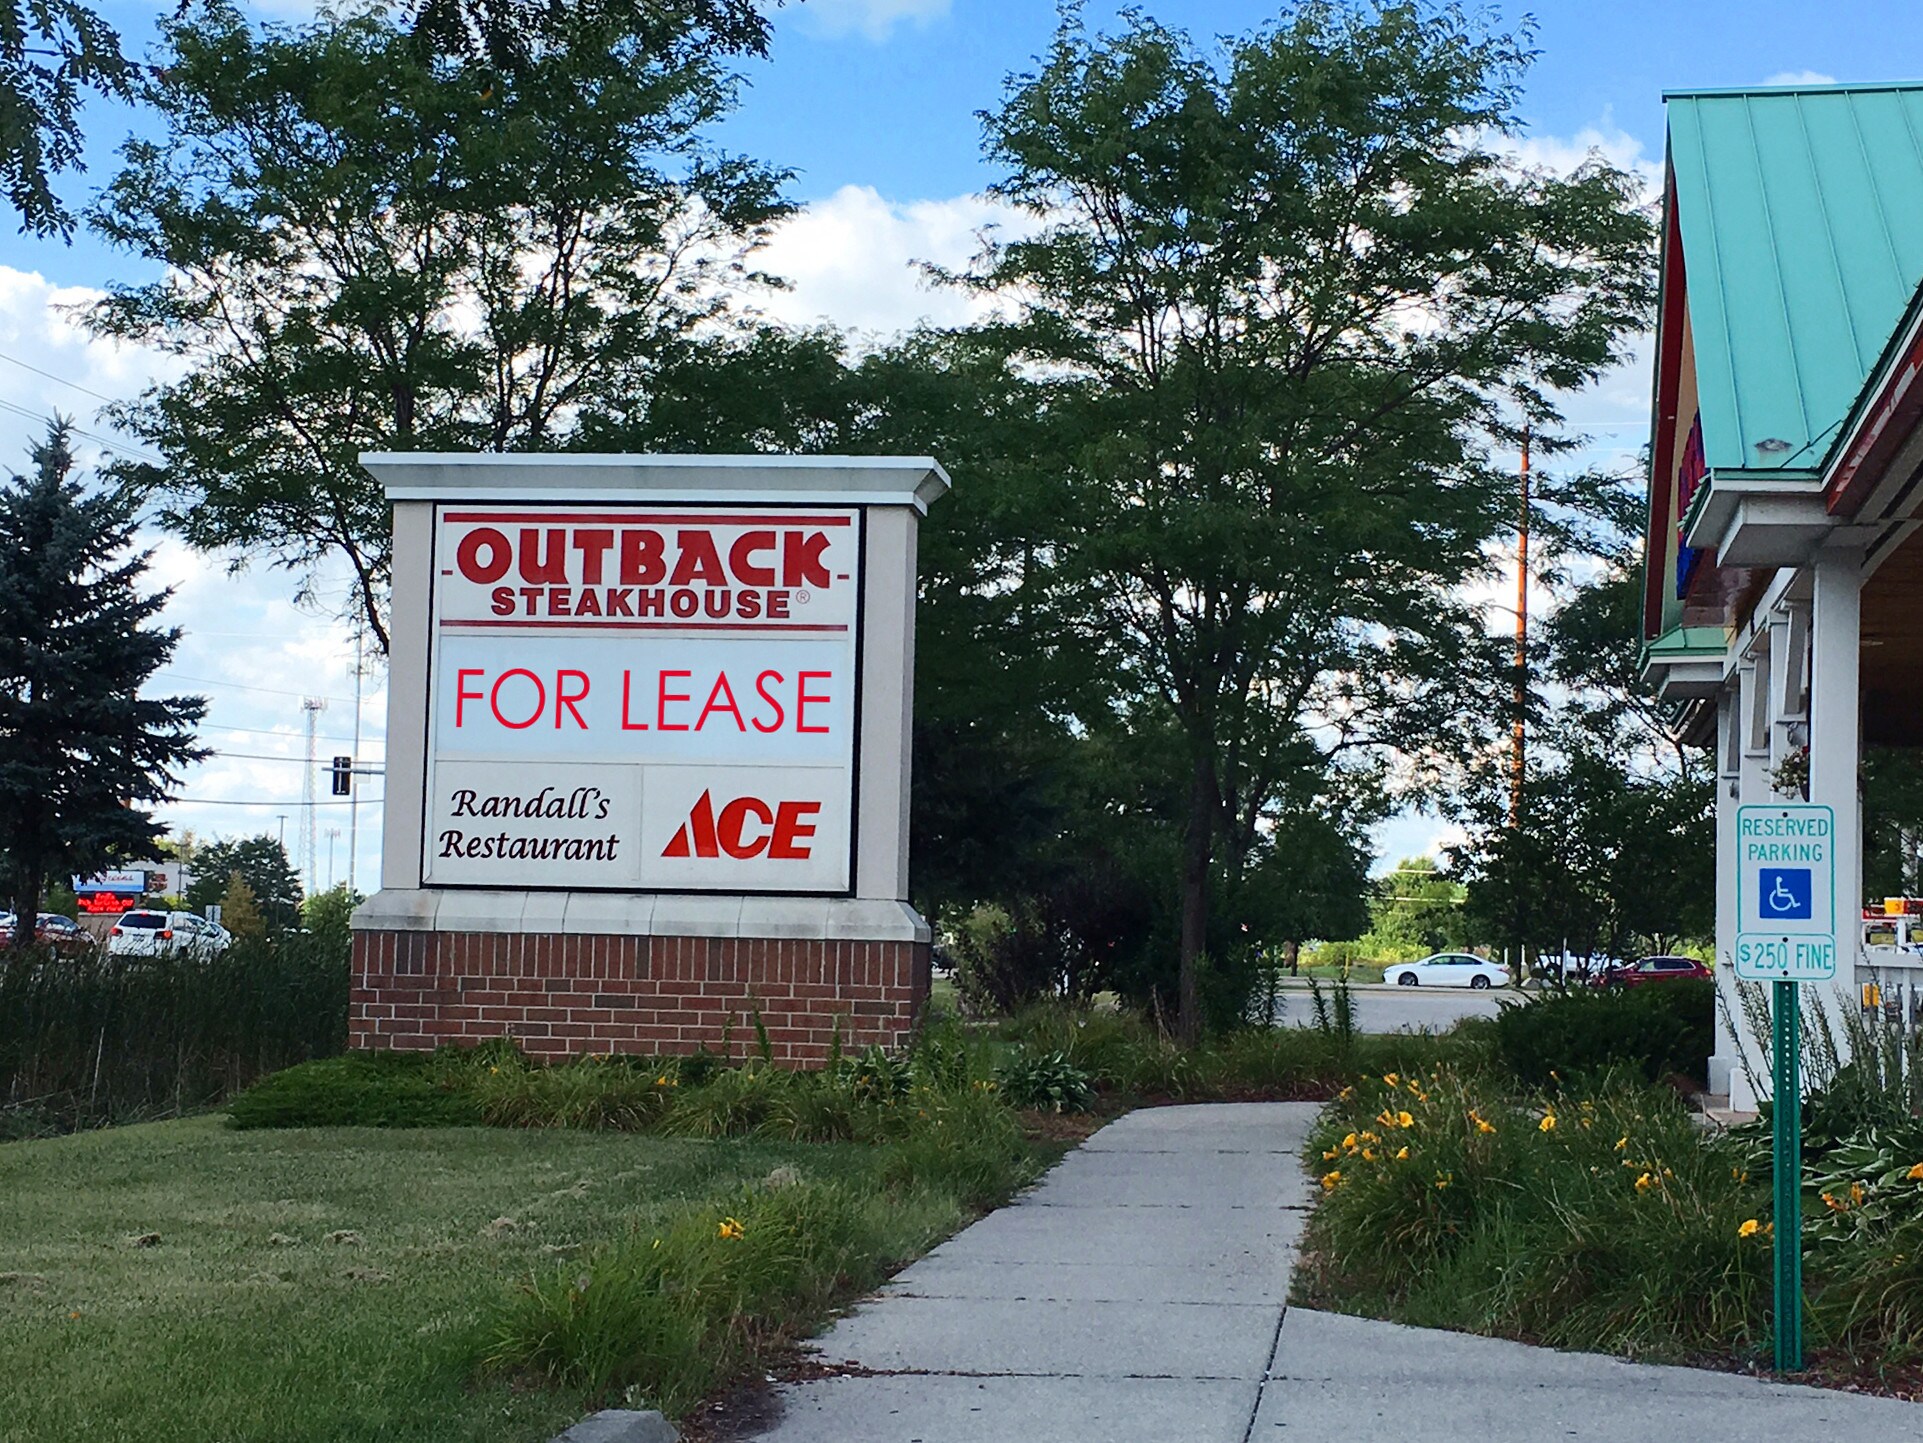 OUTBACK
STEAKHOUSE®
FOR LEASE
Randall's
Restaurant
ACE
RESERVED
PARKING
$250 FINE